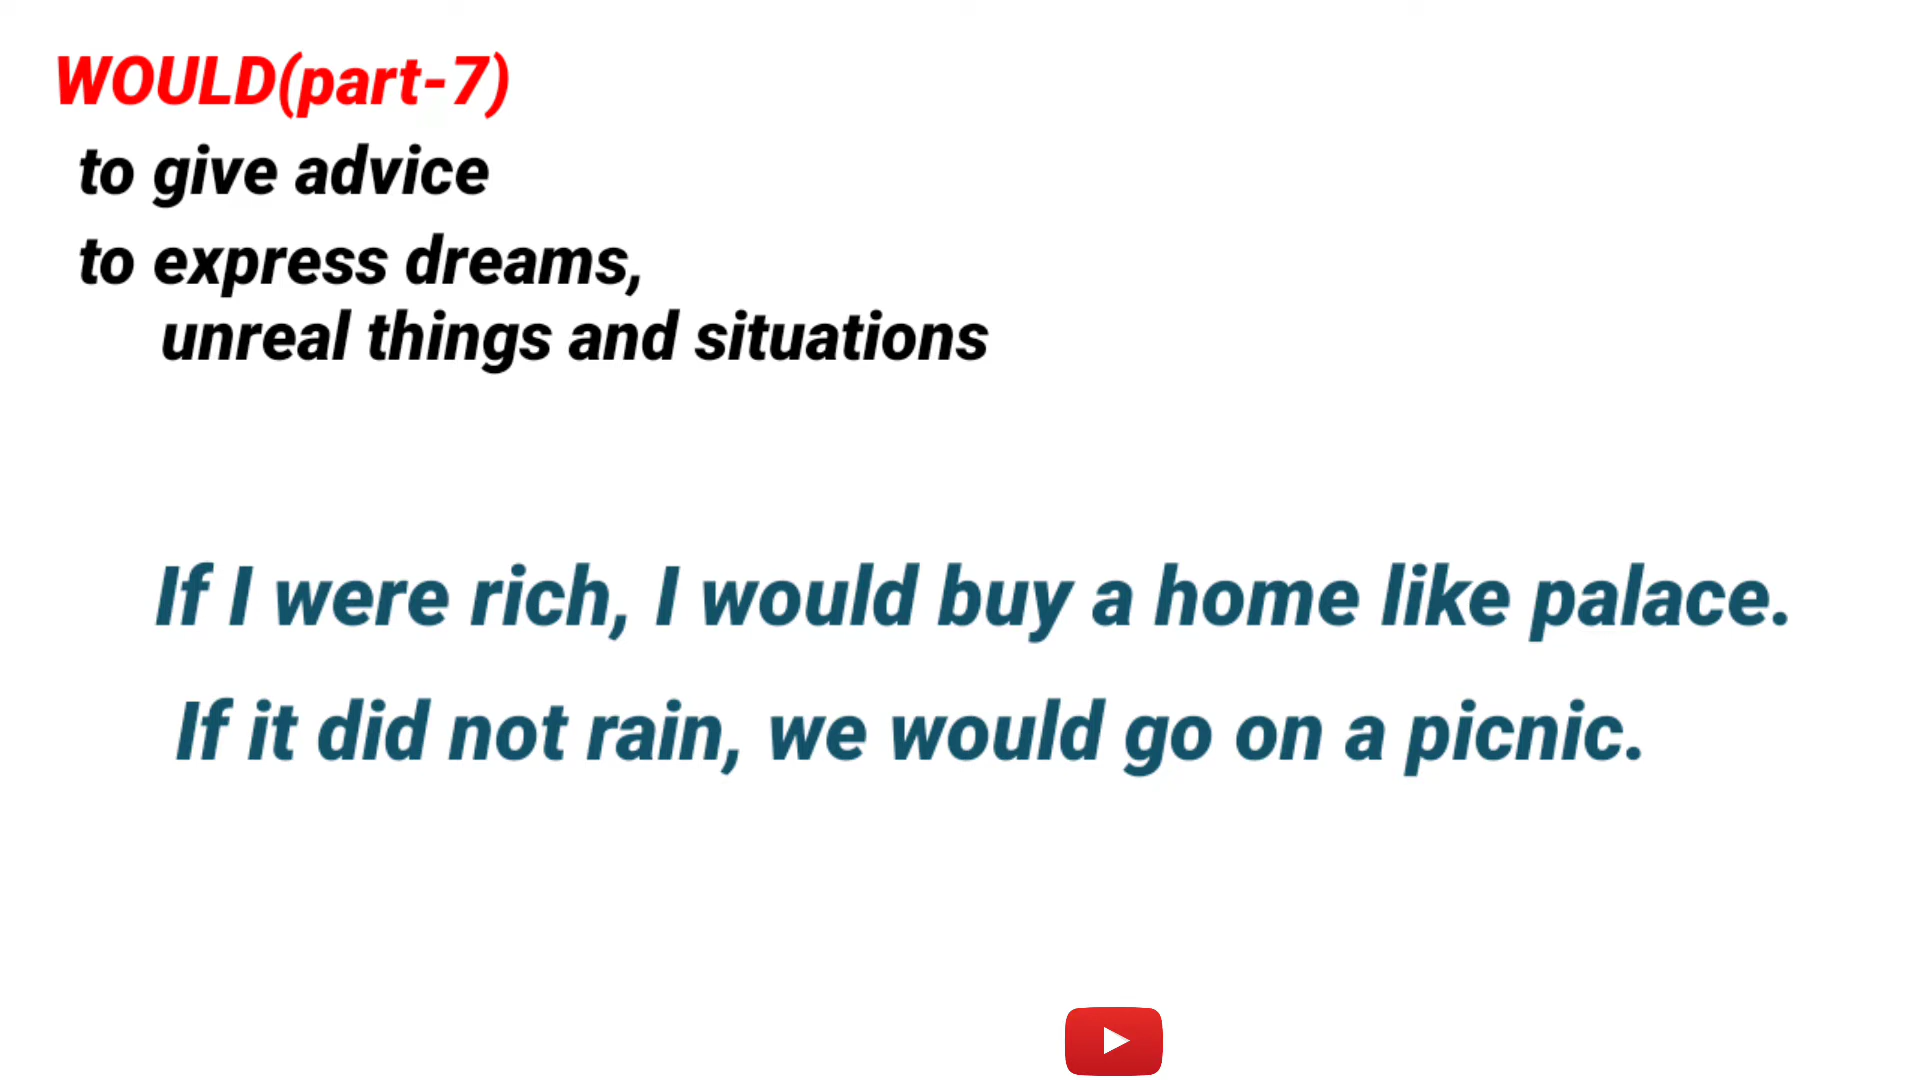 WOULD(part-7)
to give advice
to express dreams,
unreal things and situations
If I were rich, I would buy a home like palace.
If it did not rain, we would go on a picnic.